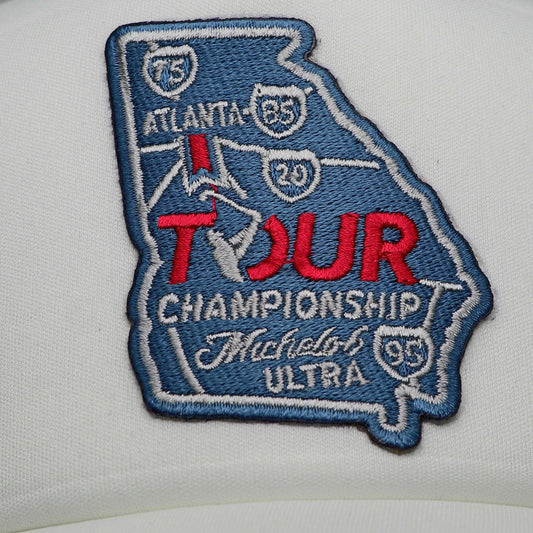 75
ATLANTA 85
20
TOUR
CHAMPIONSHIP
Michelob
ULTRA
95